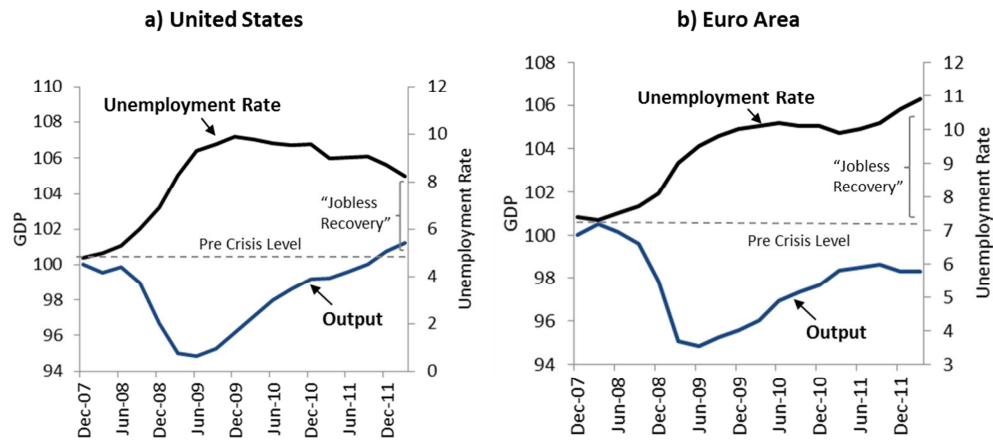 a) United States
110
108
106
104
102
100
98
96
94
GDP
12
10
8
6
4
2
0
Unemployment Rate
Unemployment Rate
"Jobless
Recovery"
Pre Crisis Level
Output
Dec-07
Jun-08
Dec-08
Jun-09
Dec-09
Jun-10
Dec-10
Jun-11
Dec-11
b) Euro Area
108
106
104
102
100
98
96
94
GDP
12
11
10
9
8
7
6
5
4
3
Unemployment Rate
Unemployment Rate
"Jobless
Recovery"
Pre Crisis Level
Output
Dec-07
Jun-08
Dec-08
Jun-09
Dec-09
Jun-10
Dec-10
Jun-11
Dec-11